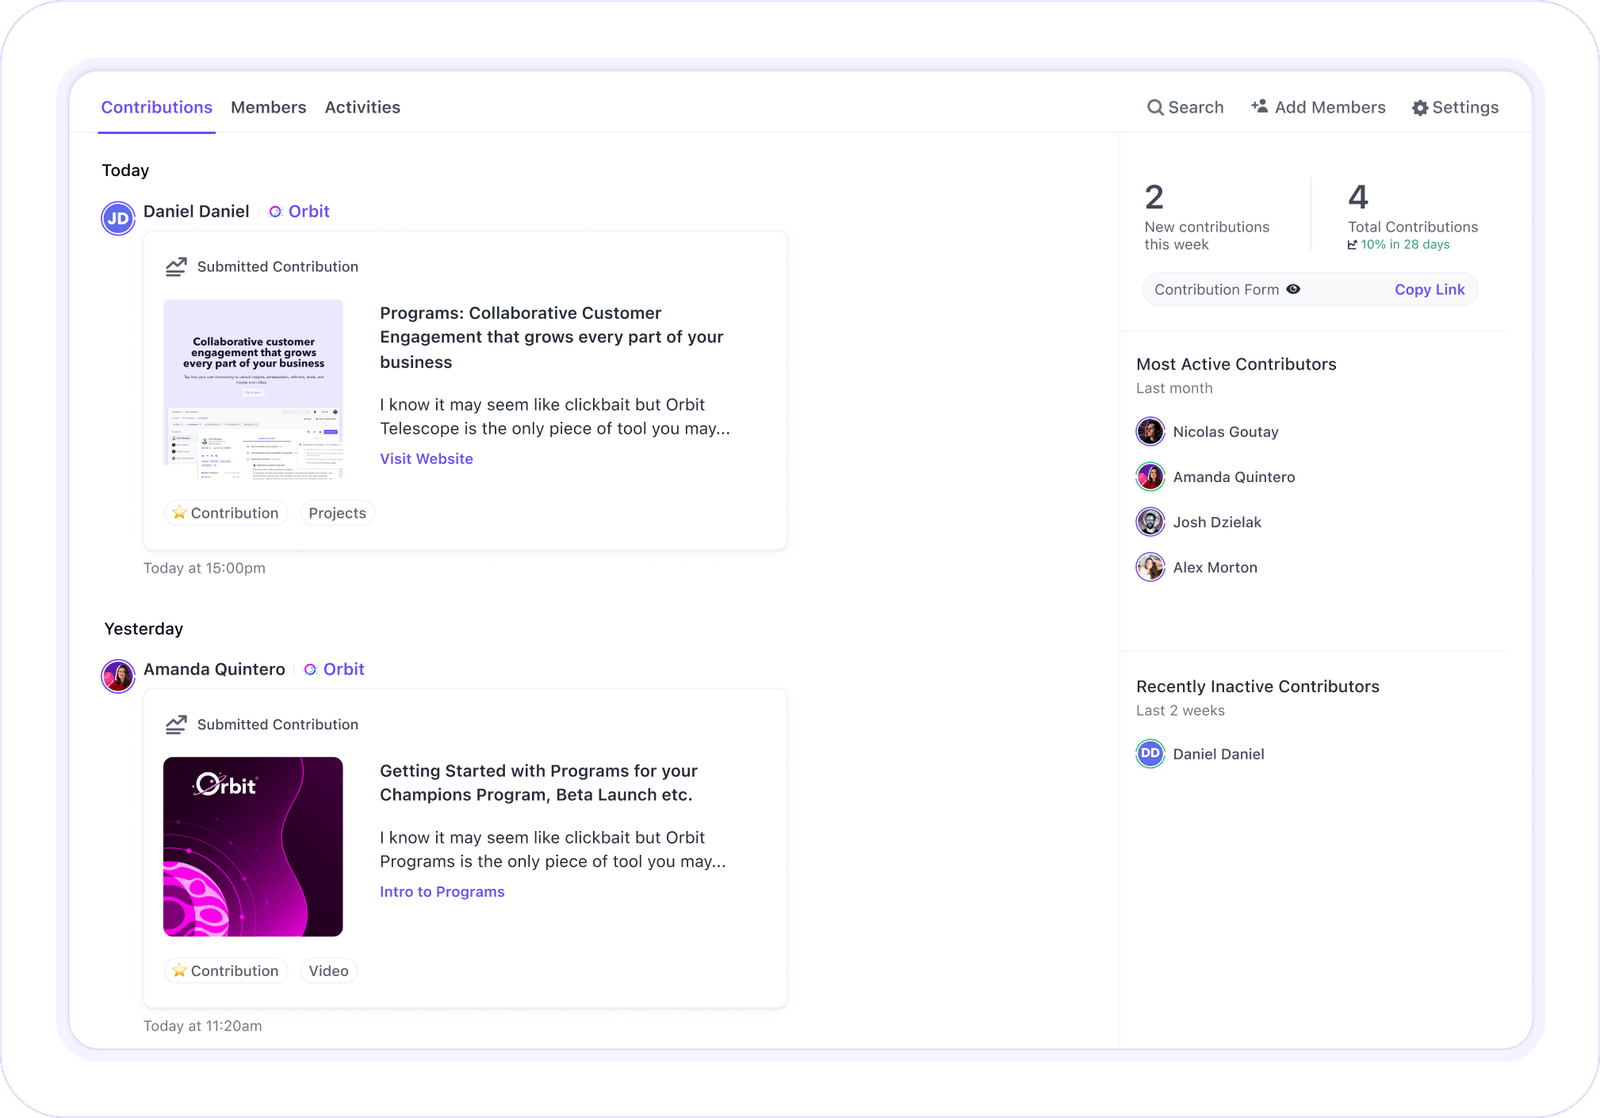 Contributions Members Activities Search Add Members Settings
Today
JD Daniel Daniel Orbit
Submitted Contribution
Collaborative customer
engagement that grows
every part of your business
Programs: Collaborative Customer
Engagement that grows every part of your
business
I know it may seem like clickbait but Orbit
Telescope is the only piece of tool you may...
Visit Website
Contribution Projects
Today at 15:00pm
Yesterday
Amanda Quintero Orbit
Submitted Contribution
Orbit
Getting Started with Programs for your
Champions Program, Beta Launch etc.
I know it may seem like clickbait but Orbit
Programs is the only piece of tool you may...
Intro to Programs
Contribution Video
Today at 11:20am
2
New contributions
this week
4
Total Contributions
10% in 28 days
Contribution Form Copy Link
Most Active Contributors
Last month
Nicolas Goutay
Amanda Quintero
Josh Dzielak
Alex Morton
Recently Inactive Contributors
Last 2 weeks
DD Daniel Daniel